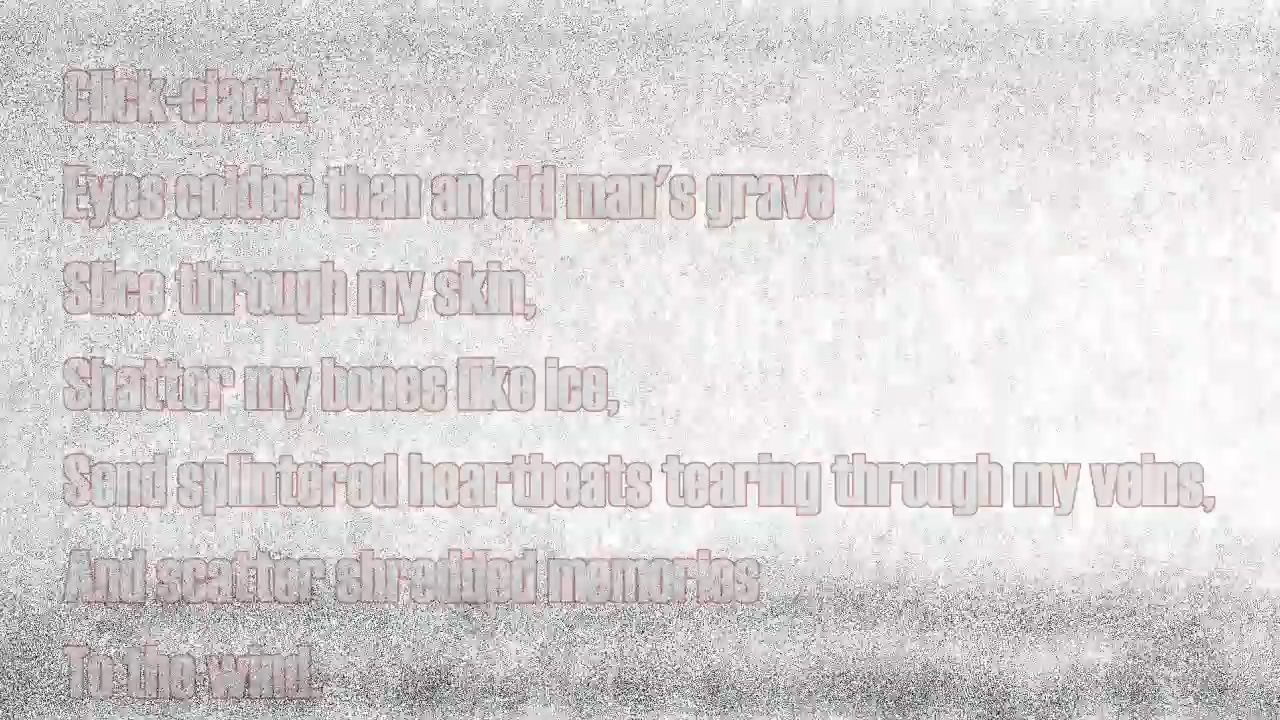 Click-clack.
Eyes colder than an old man's grave
Slice through my skin,
Shatter my bones like ice,
Send splintered heartbeats tearing through my veins,
And scatter shredded memories
To the wind.